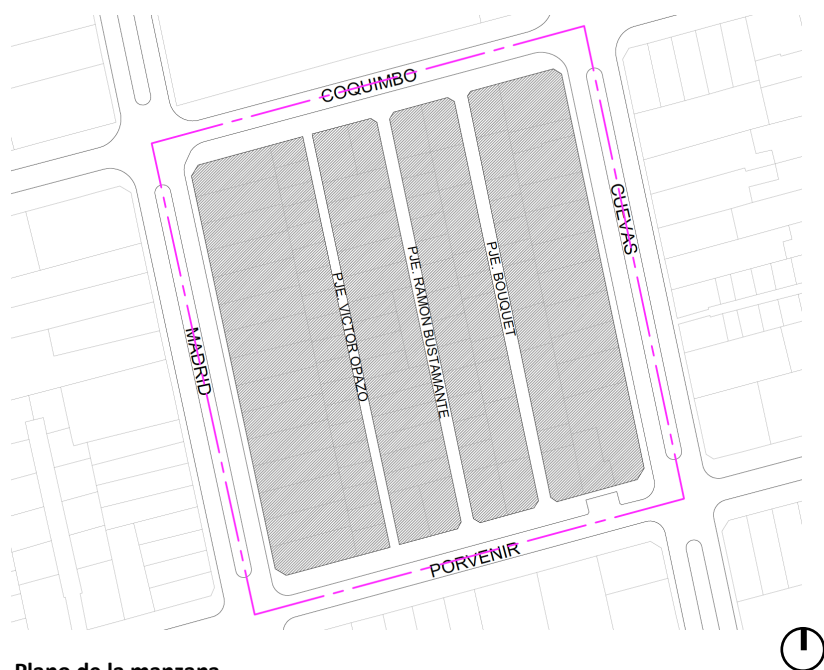 COQUIMBO
CUEVAS
PJE. VICTOR OPAZO
PJE. RAMON BUSTAMANTE
PJE. BOUQUET
MADRID
PORVENIR
Plano de la manzana